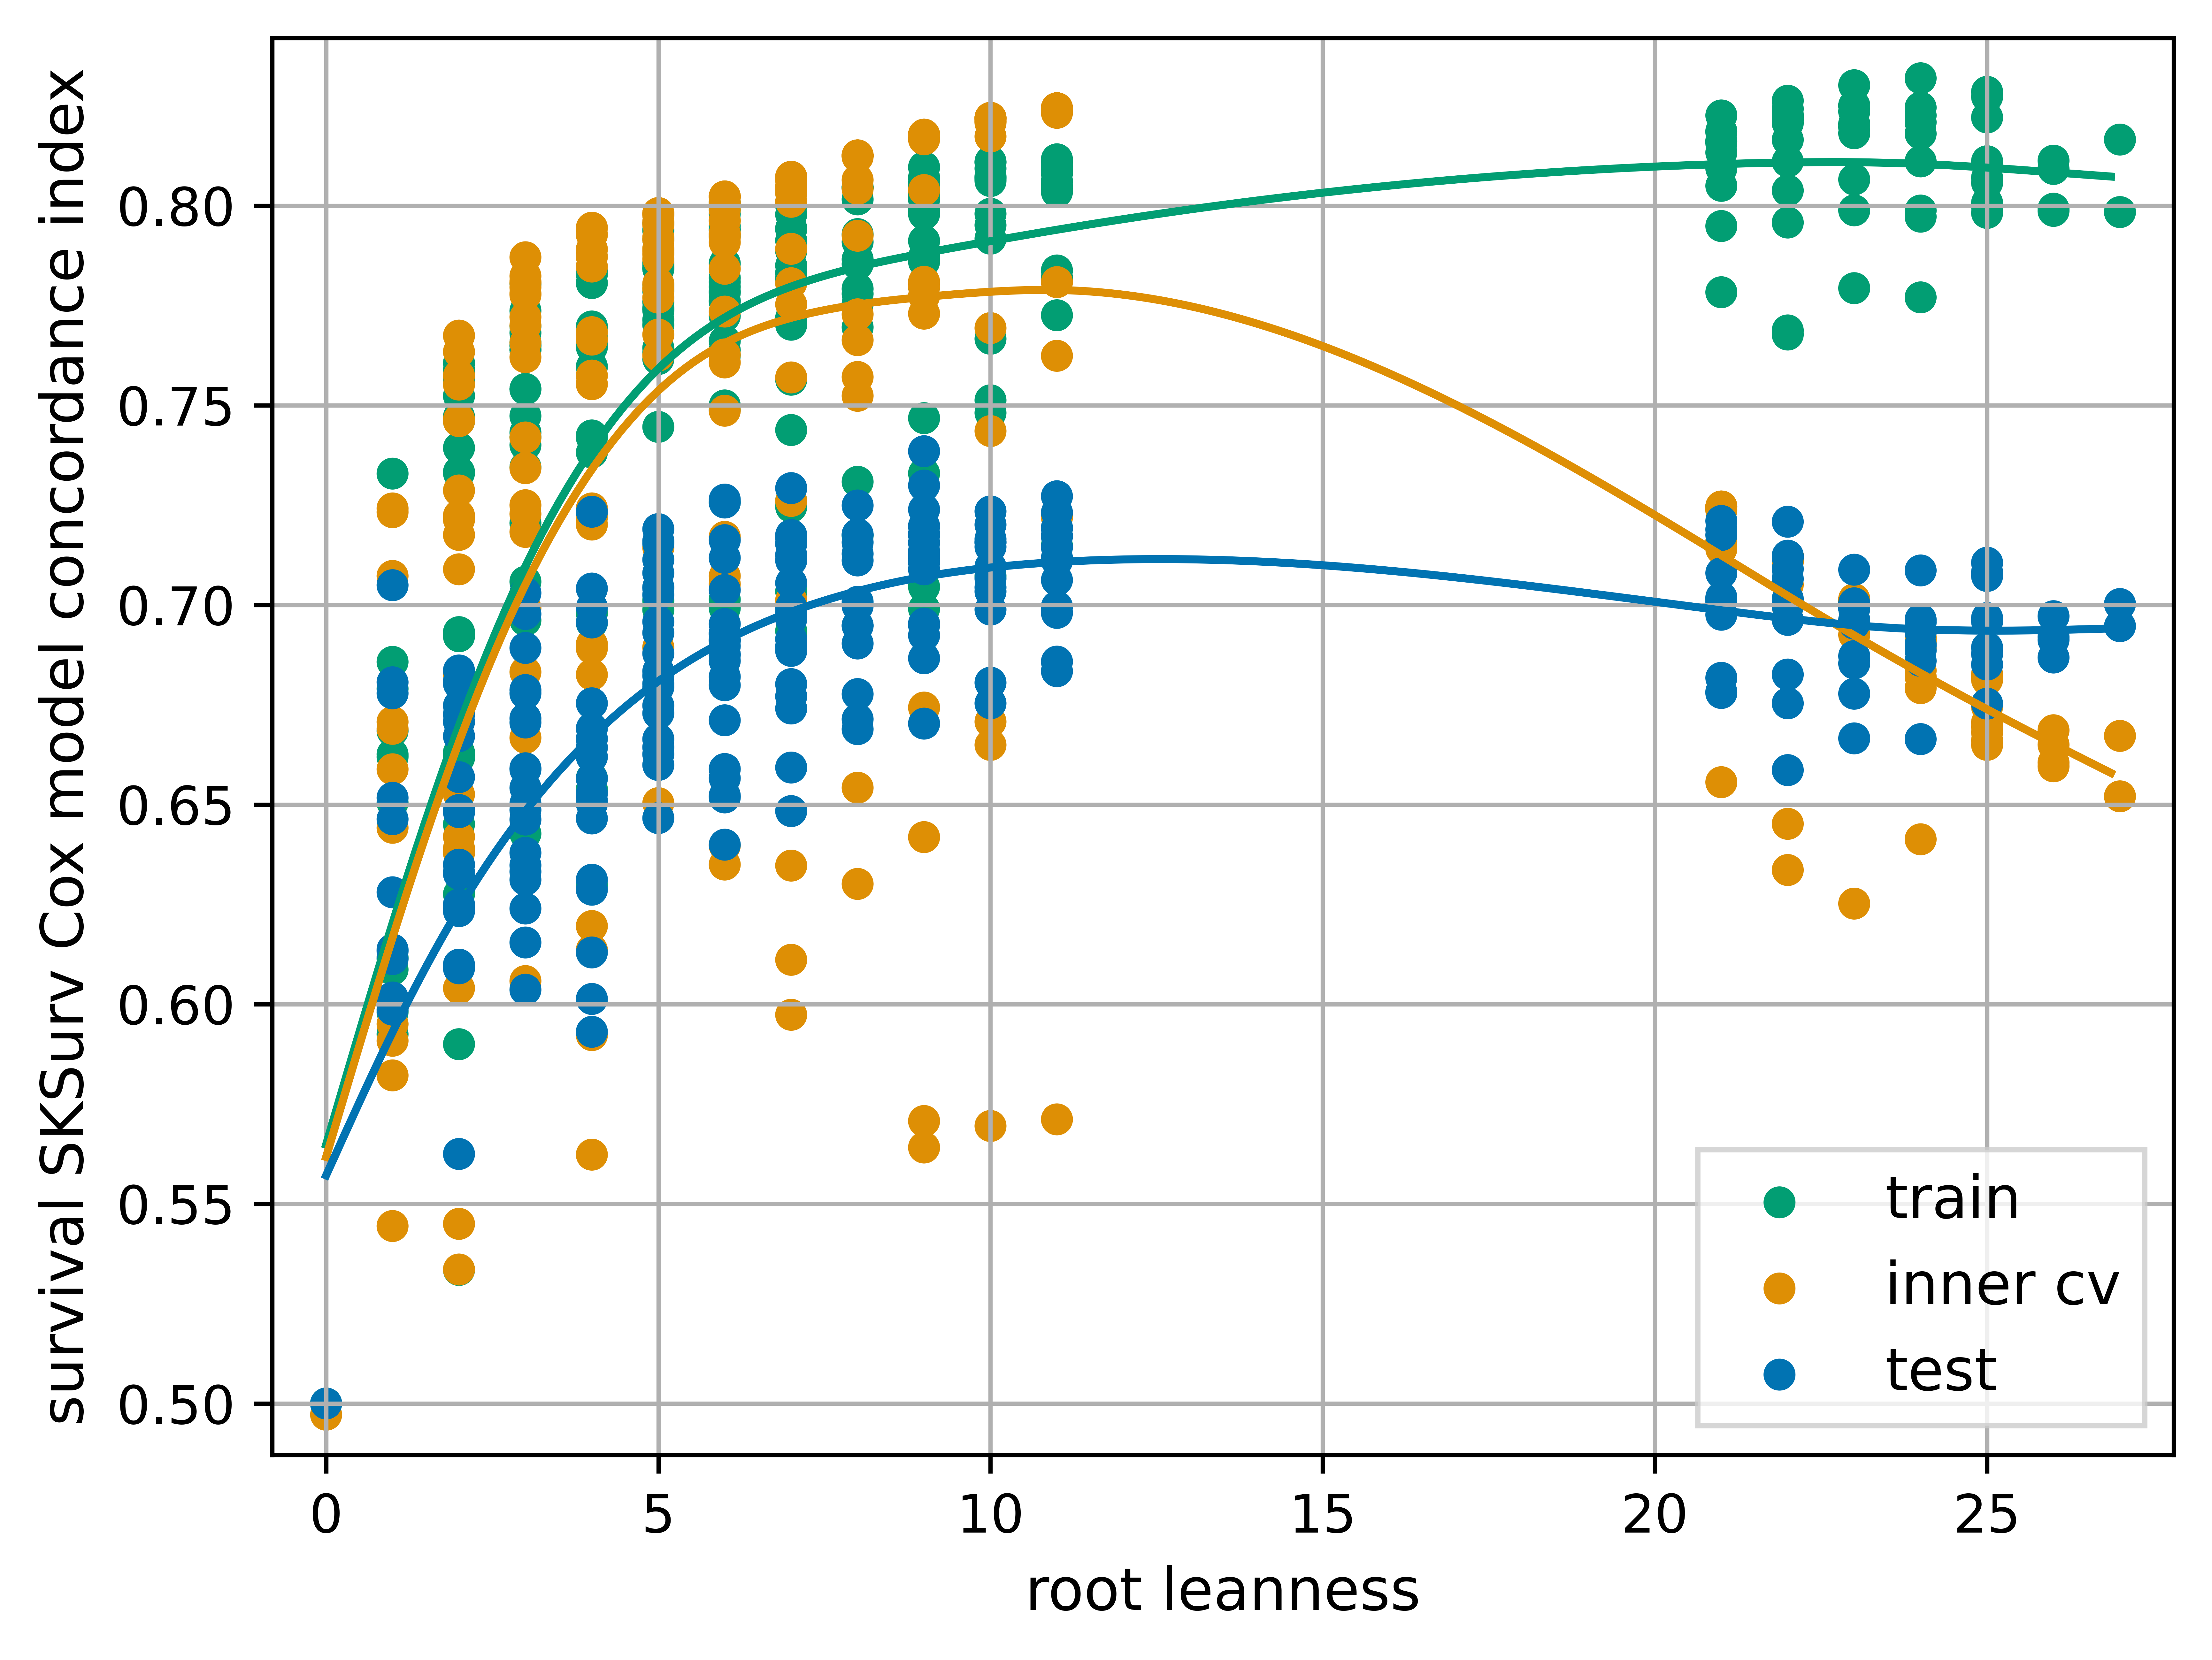 survival SKSurv Cox model concordance index
0.80
0.75
0.70
0.65
0.60
0.55
0.50
train
inner cv
test
0 5 10 15 20 25
root leanness